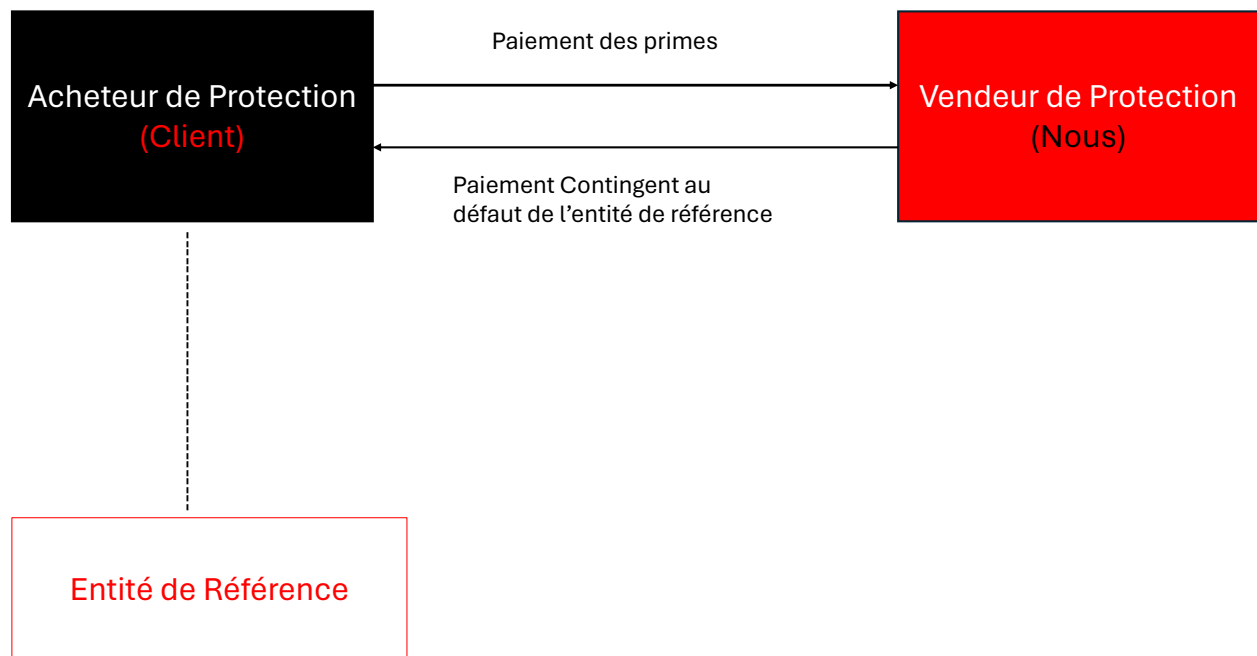 Paiement des primes
Acheteur de Protection
(Client)
Vendeur de Protection
(Nous)
Paiement Contingent au
défaut de l’entité de référence
Entité de Référence